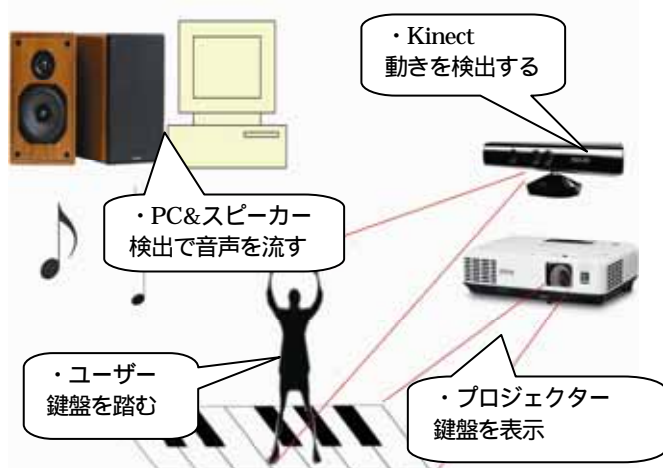 ・Kinect
動きを検出する
・PC&スピーカー
検出で音声を流す
・ユーザー
鍵盤を踏む
・プロジェクター
鍵盤を表示